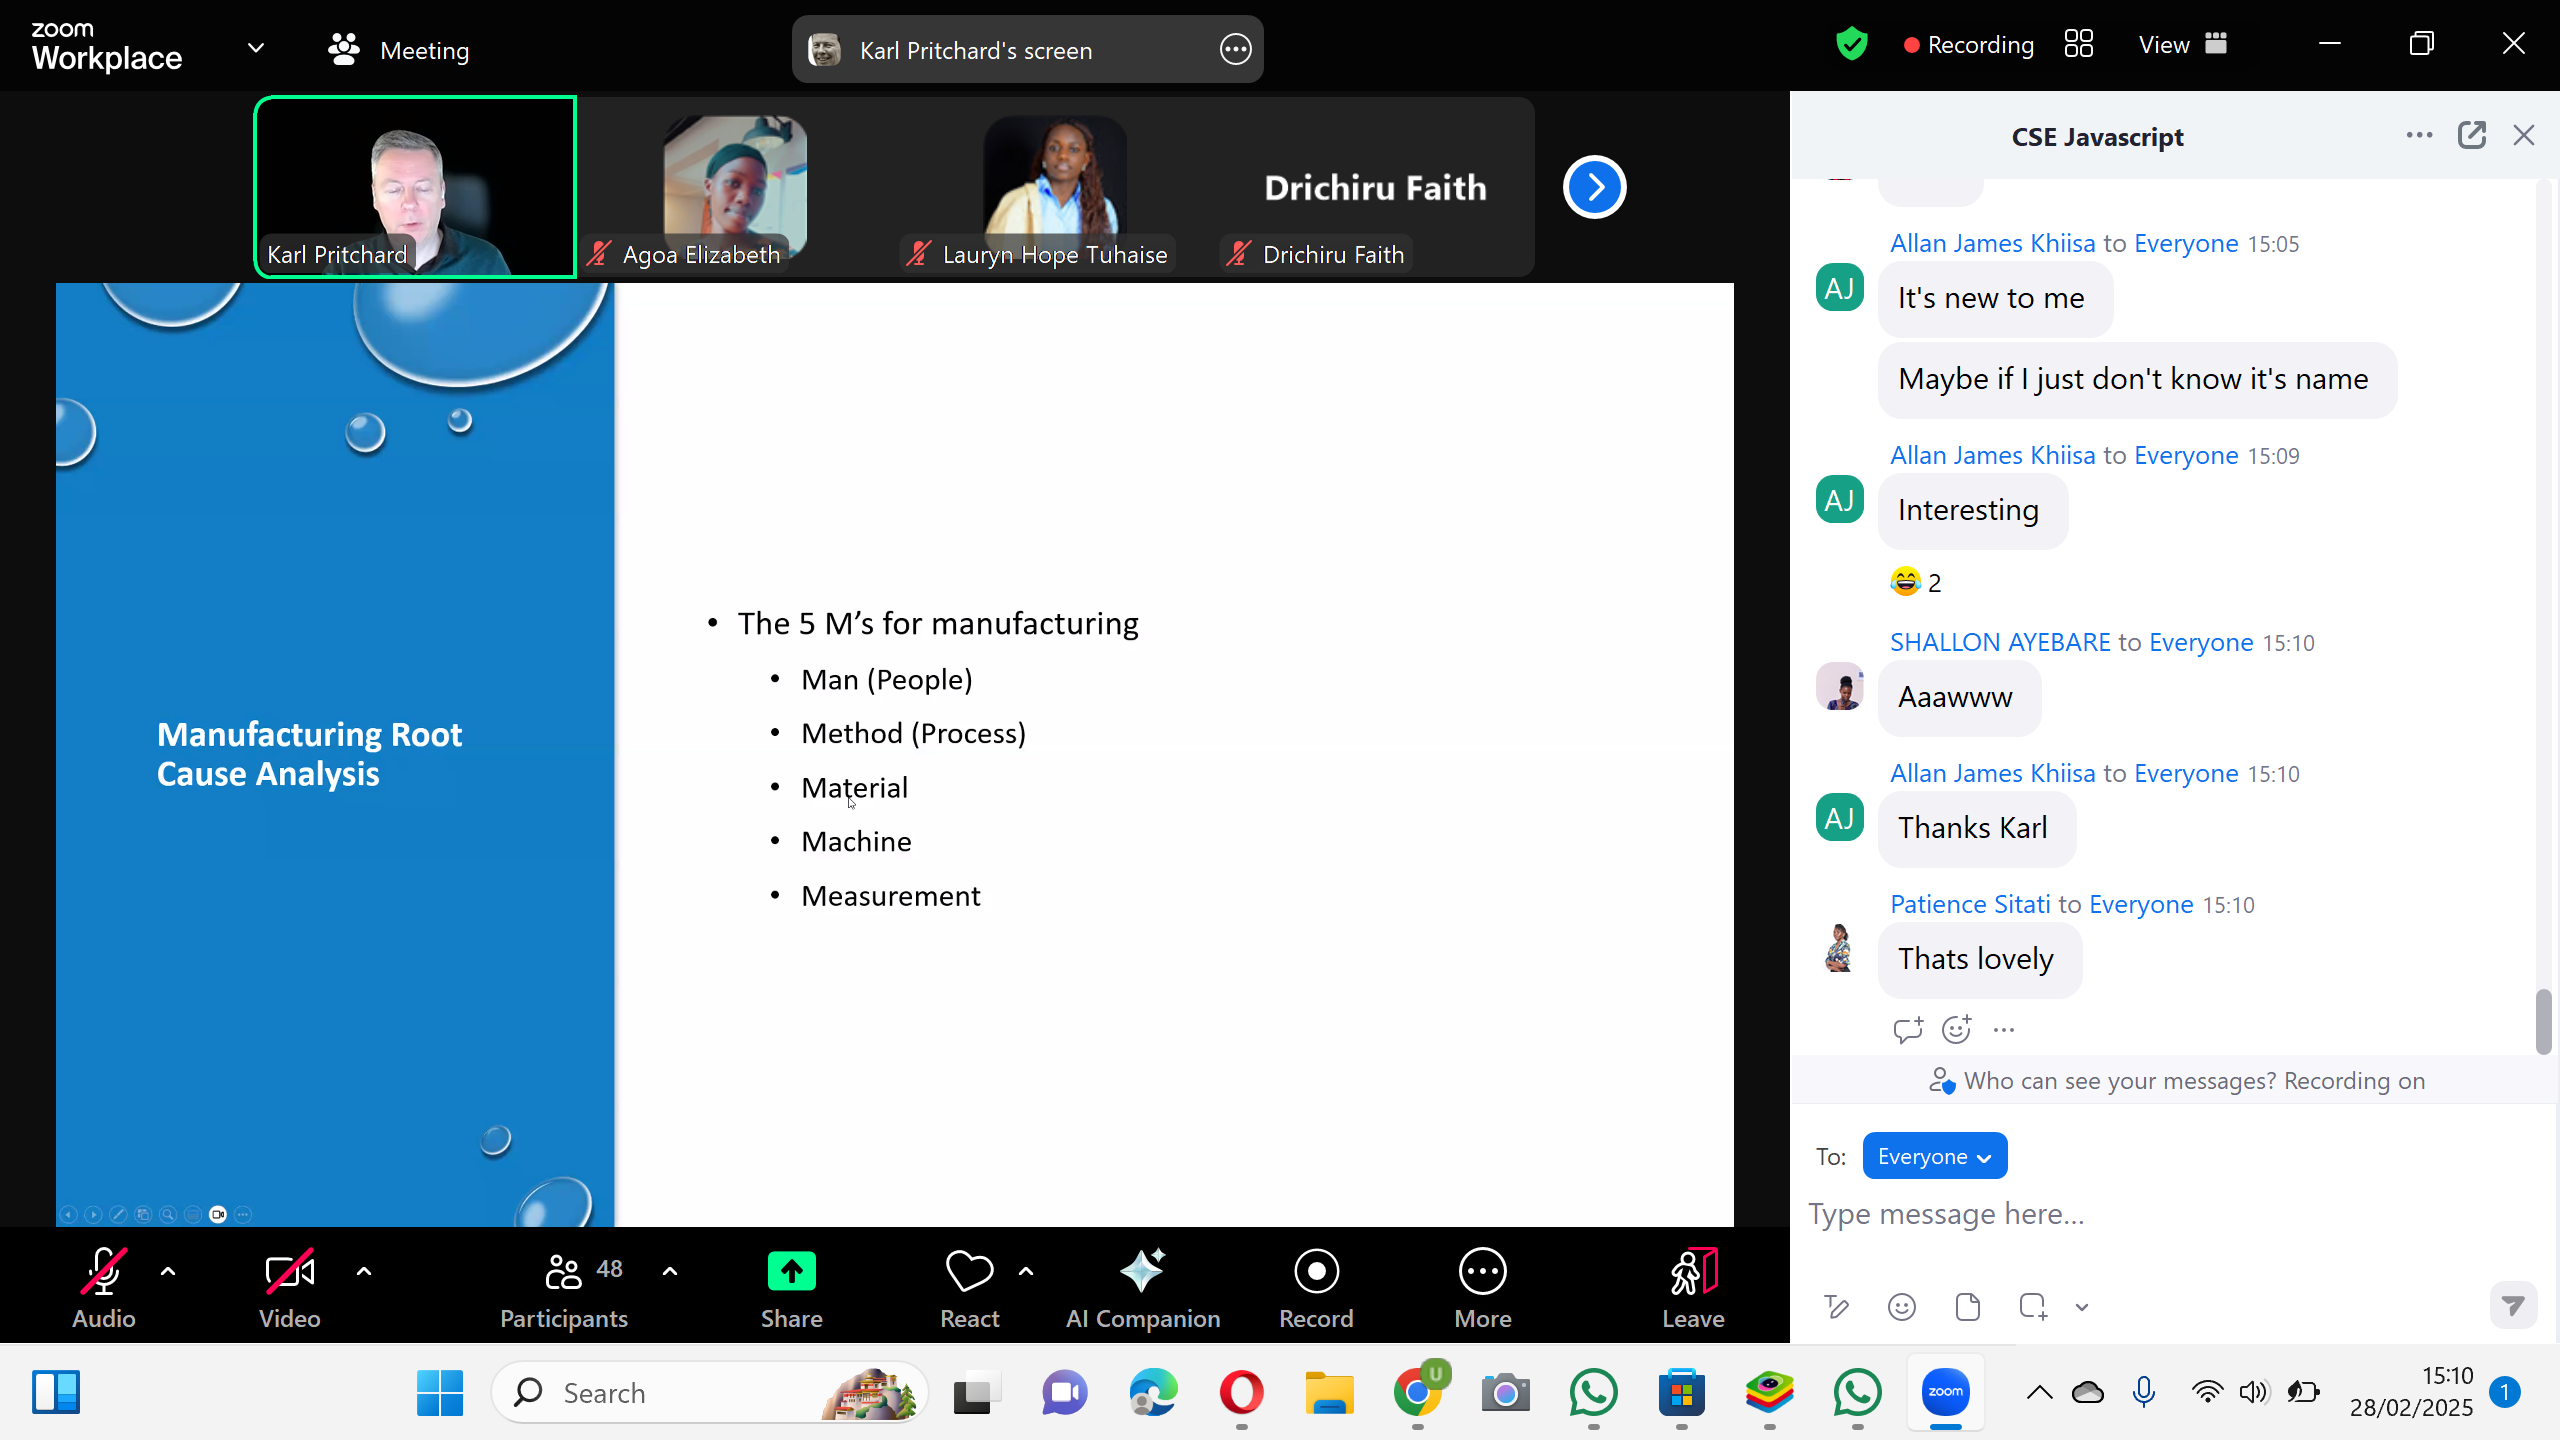 zoom
Workplace
Meeting
Karl Pritchard's screen
Recording
View
Karl Pritchard
Agoa Elizabeth
Lauryn Hope Tuhaise
Drichiru Faith
Drichiru Faith
Manufacturing Root
Cause Analysis
• The 5 M’s for manufacturing
• Man (People)
• Method (Process)
• Material
• Machine
• Measurement
CSE Javascript
Allan James Khiisa to Everyone 15:05
AJ
It's new to me
Maybe if I just don't know it's name
Allan James Khiisa to Everyone 15:09
AJ
Interesting
😂 2
SHALLON AYEBARE to Everyone 15:10
Aaawww
Allan James Khiisa to Everyone 15:10
AJ
Thanks Karl
Patience Sitati to Everyone 15:10
Thats lovely
Who can see your messages? Recording on
To: Everyone
Type message here...
Audio
Video
48
Participants
Share
React
AI Companion
Record
More
Leave
Search
U
zoom
15:10
28/02/2025
1